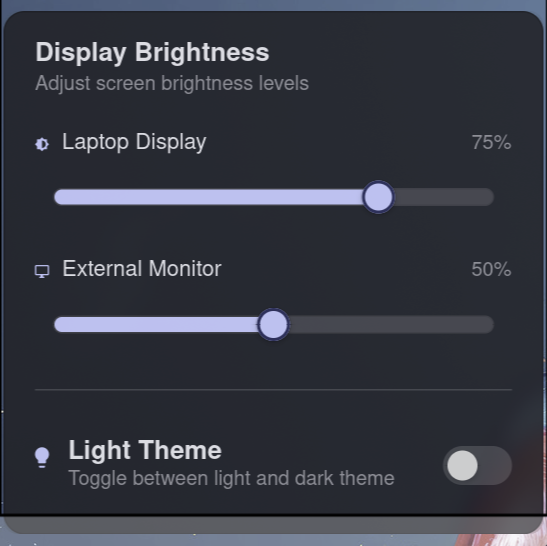 Display Brightness
Adjust screen brightness levels
Laptop Display 75%
External Monitor 50%
Light Theme
Toggle between light and dark theme